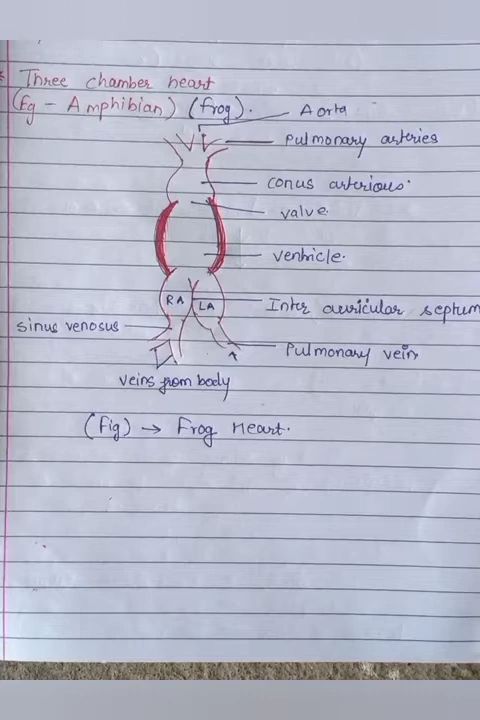 Three chamber heart
(Eg - Amphibian) (frog).
Aorta
Pulmonary arteries
conus arterious.
valve.
ventricle.
RA
LA
Inter auricular septum
sinus venosus
Pulmonary vein
veins from body
(Fig) → Frog Heart.